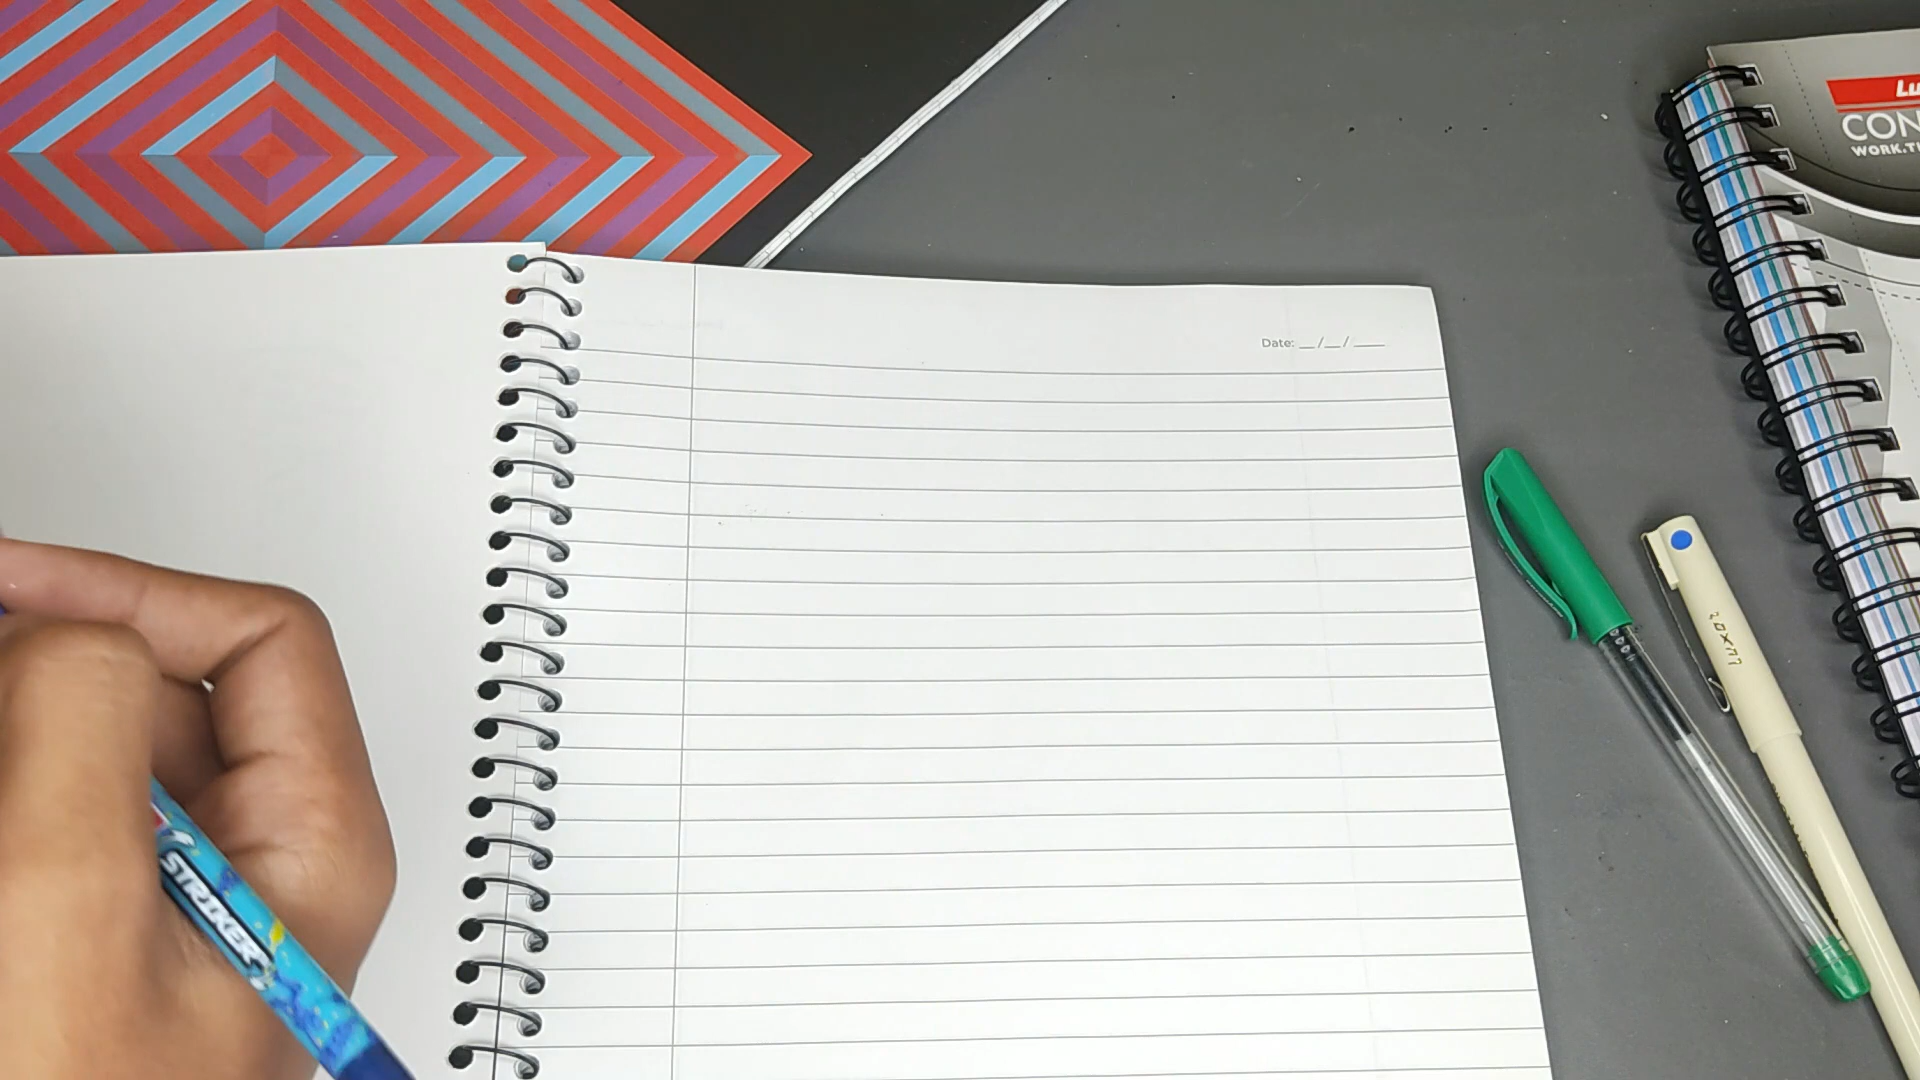 CON
WORK.
Date: __/__/____
LUXOR
STRIKER